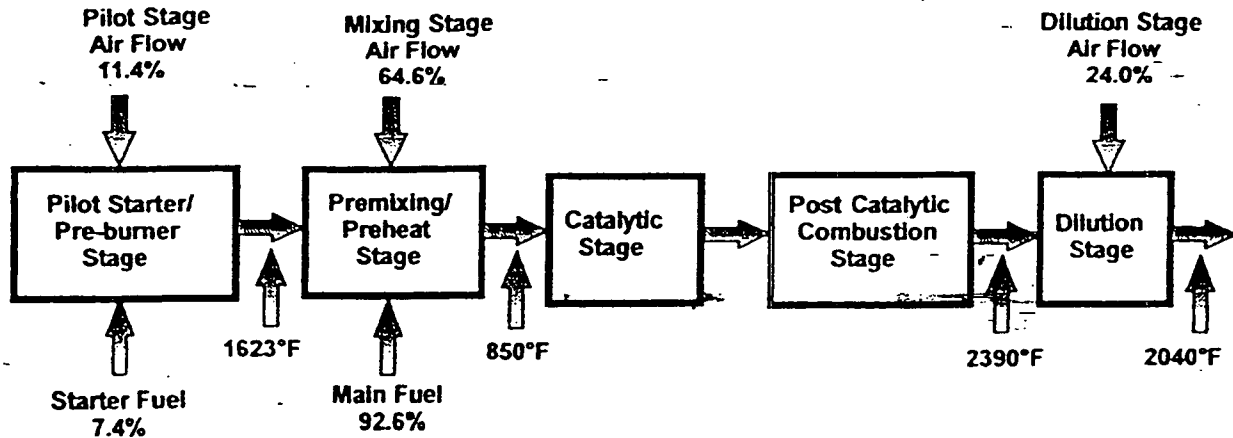 Pilot Stage
Air Flow
11.4%
Mixing Stage
Air Flow
64.6%
Dilution Stage
Air Flow
24.0%
Pilot Starter/
Pre-burner
Stage
Premixing/
Preheat
Stage
Catalytic
Stage
Post Catalytic
Combustion
Stage
Dilution
Stage
1623°F
850°F
2390°F
2040°F
Starter Fuel
7.4%
Main Fuel
92.6%